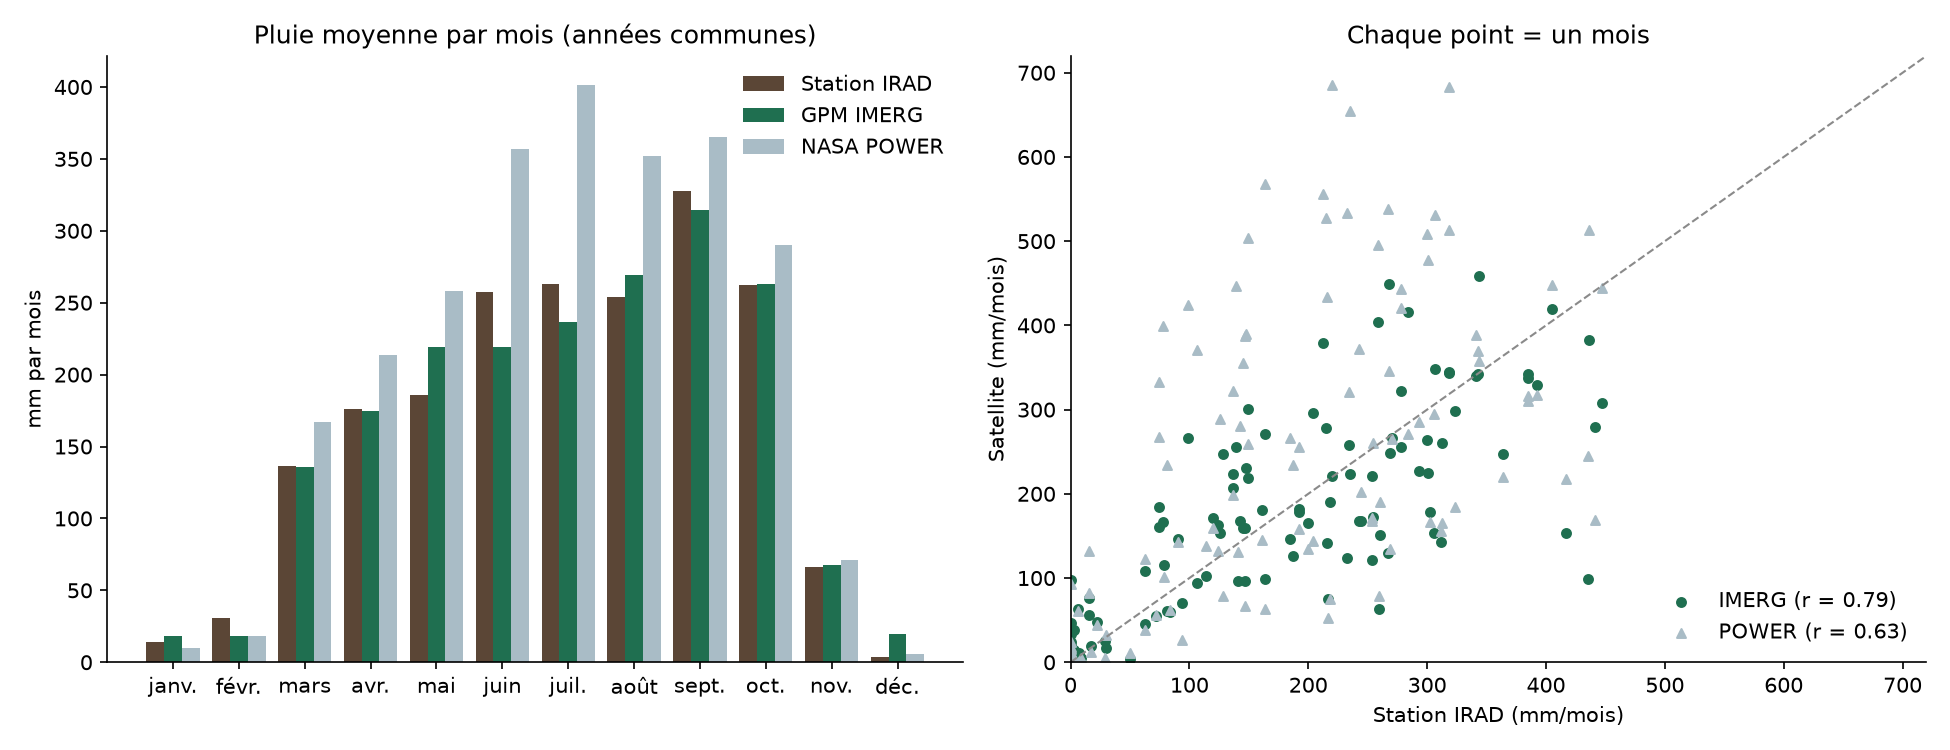 Pluie moyenne par mois (années communes)
Station IRAD
GPM IMERG
NASA POWER
mm par mois
400
350
300
250
200
150
100
50
0
janv. févr. mars avr. mai juin juil. août sept. oct. nov. déc.
Chaque point = un mois
Satellite (mm/mois)
700
600
500
400
300
200
100
0
IMERG (r = 0.79)
POWER (r = 0.63)
0 100 200 300 400 500 600 700
Station IRAD (mm/mois)